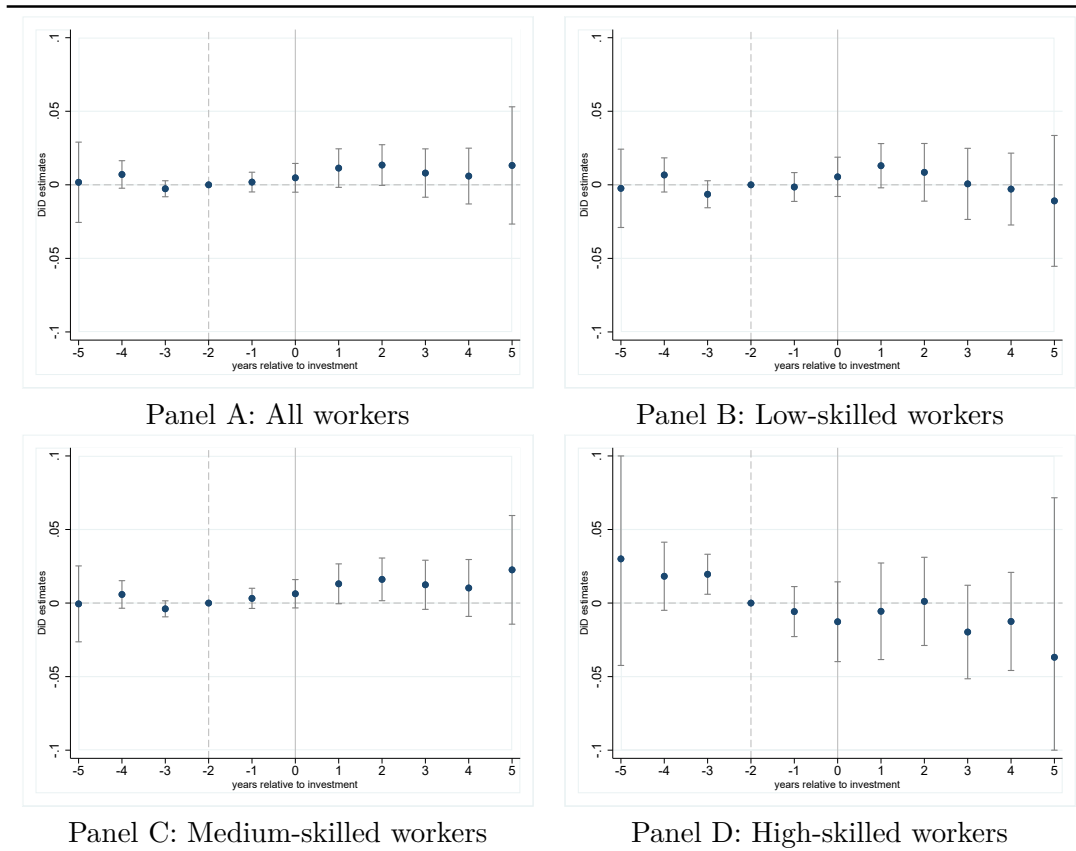 .1
.05
0
-.05
-.1
DiD estimates
-5 -4 -3 -2 -1 0 1 2 3 4 5
years relative to investment
Panel A: All workers
.1
.05
0
-.05
-.1
DiD estimates
-5 -4 -3 -2 -1 0 1 2 3 4 5
years relative to investment
Panel B: Low-skilled workers
.1
.05
0
-.05
-.1
DiD estimates
-5 -4 -3 -2 -1 0 1 2 3 4 5
years relative to investment
Panel C: Medium-skilled workers
.1
.05
0
-.05
-.1
DiD estimates
-5 -4 -3 -2 -1 0 1 2 3 4 5
years relative to investment
Panel D: High-skilled workers